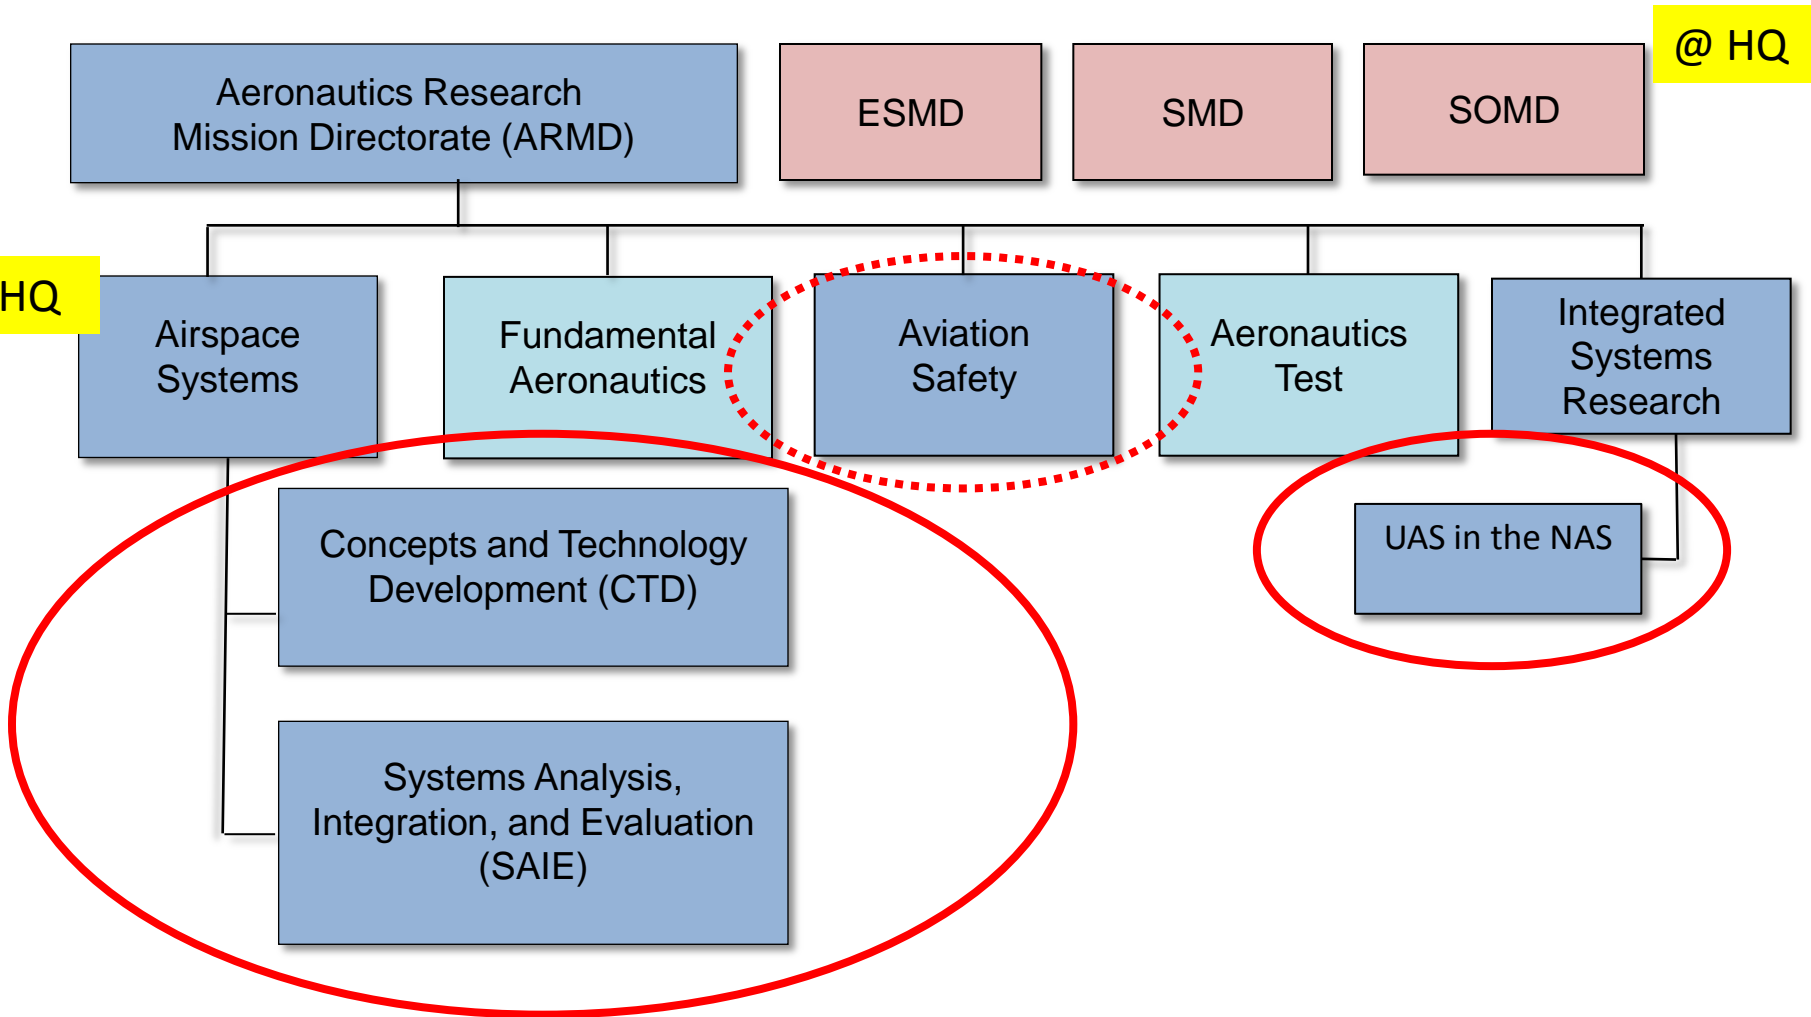 @ HQ
Aeronautics Research
Mission Directorate (ARMD)
ESMD
SMD
SOMD
HQ
Airspace
Systems
Fundamental
Aeronautics
Aviation
Safety
Aeronautics
Test
Integrated
Systems
Research
Concepts and Technology
Development (CTD)
UAS in the NAS
Systems Analysis,
Integration, and Evaluation
(SAIE)